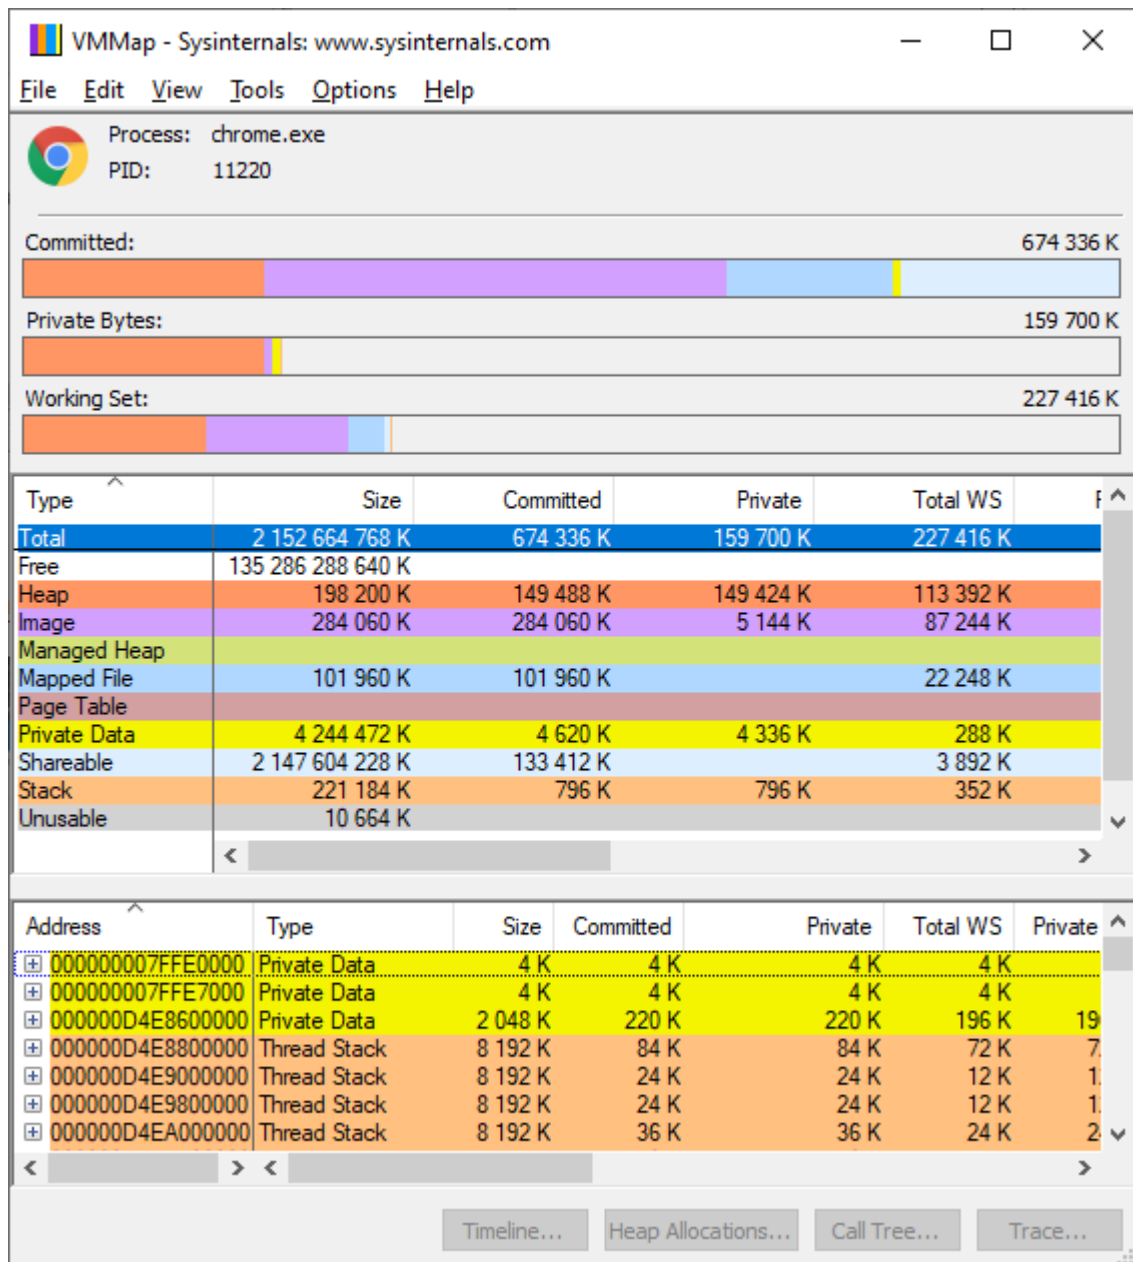 VMMap - Sysinternals: www.sysinternals.com
File Edit View Tools Options Help
Process: chrome.exe
PID: 11220
Committed: 674 336 K
Private Bytes: 159 700 K
Working Set: 227 416 K
Type Size Committed Private Total WS
Total 2 152 664 768 K 674 336 K 159 700 K 227 416 K
Free 135 286 288 640 K
Heap 198 200 K 149 488 K 149 424 K 113 392 K
Image 284 060 K 284 060 K 5 144 K 87 244 K
Managed Heap
Mapped File 101 960 K 101 960 K 22 248 K
Page Table
Private Data 4 244 472 K 4 620 K 4 336 K 288 K
Shareable 2 147 604 228 K 133 412 K 3 892 K
Stack 221 184 K 796 K 796 K 352 K
Unusable 10 664 K
Address Type Size Committed Private Total WS Private
000000007FFE0000 Private Data 4 K 4 K 4 K 4 K
000000007FFE7000 Private Data 4 K 4 K 4 K 4 K
000000D4E8600000 Private Data 2 048 K 220 K 220 K 196 K
000000D4E8800000 Thread Stack 8 192 K 84 K 84 K 72 K
000000D4E9000000 Thread Stack 8 192 K 24 K 24 K 12 K
000000D4E9800000 Thread Stack 8 192 K 24 K 24 K 12 K
000000D4EA000000 Thread Stack 8 192 K 36 K 36 K 24 K
Timeline... Heap Allocations... Call Tree... Trace...